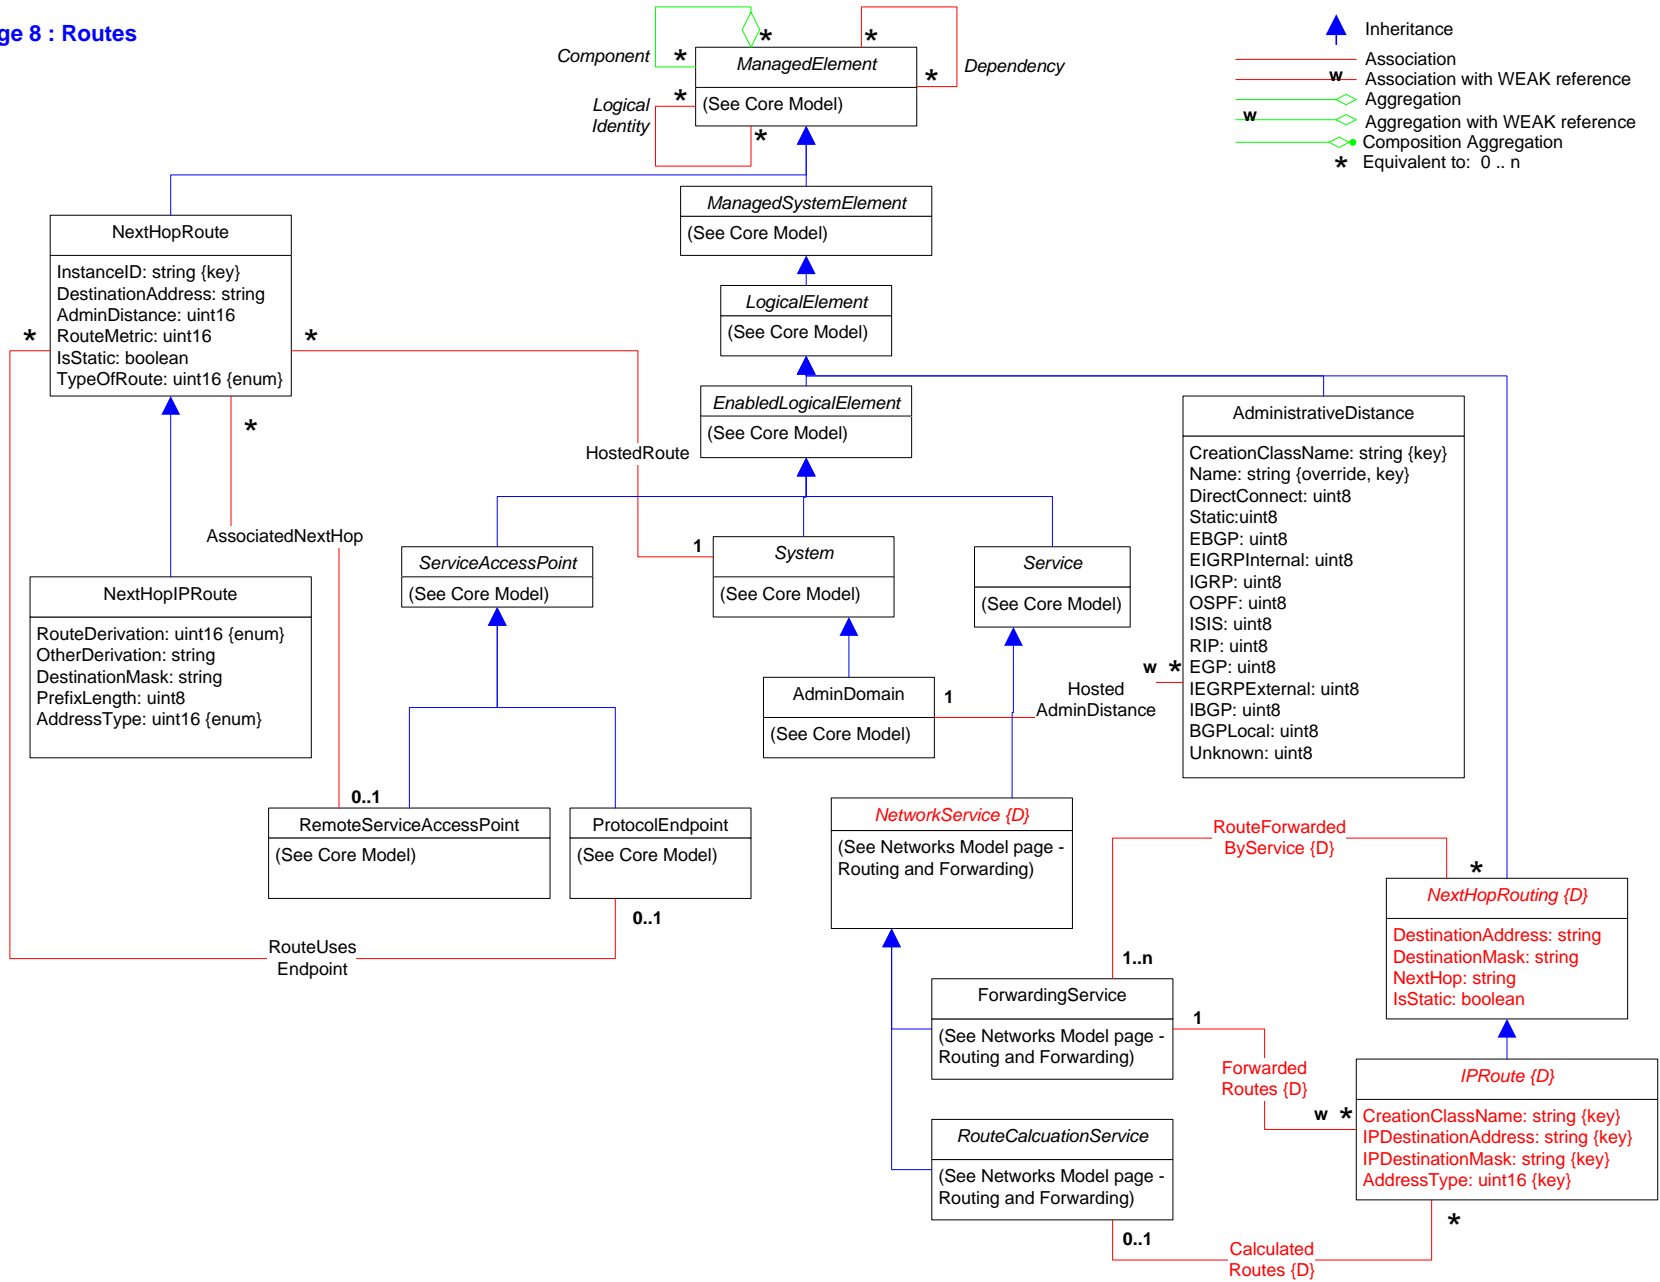 ge 8 : Routes
Inheritance
Association
w
Association with WEAK reference
Aggregation
w
Aggregation with WEAK reference
Composition Aggregation
* Equivalent to: 0 .. n
Component
*
*
*
ManagedElement
(See Core Model)
*
Dependency
Logical
Identity
*
*
ManagedSystemElement
(See Core Model)
LogicalElement
(See Core Model)
EnabledLogicalElement
(See Core Model)
NextHopRoute
InstanceID: string {key}
DestinationAddress: string
AdminDistance: uint16
RouteMetric: uint16
IsStatic: boolean
TypeOfRoute: uint16 {enum}
*
*
*
HostedRoute
1
AssociatedNextHop
0..1
NextHopIPRoute
RouteDerivation: uint16 {enum}
OtherDerivation: string
DestinationMask: string
PrefixLength: uint8
AddressType: uint16 {enum}
ServiceAccessPoint
(See Core Model)
System
(See Core Model)
Service
(See Core Model)
AdministrativeDistance
CreationClassName: string {key}
Name: string {override, key}
DirectConnect: uint8
Static:uint8
EBGP: uint8
EIGRPInternal: uint8
IGRP: uint8
OSPF: uint8
ISIS: uint8
RIP: uint8
EGP: uint8
IEGRPExternal: uint8
IBGP: uint8
BGPLocal: uint8
Unknown: uint8
AdminDomain
(See Core Model)
1
Hosted
AdminDistance
w *
RemoteServiceAccessPoint
(See Core Model)
ProtocolEndpoint
(See Core Model)
0..1
RouteUses
Endpoint
NetworkService {D}
(See Networks Model page -
Routing and Forwarding)
RouteForwarded
ByService {D}
*
1..n
NextHopRouting {D}
DestinationAddress: string
DestinationMask: string
NextHop: string
IsStatic: boolean
ForwardingService
(See Networks Model page -
Routing and Forwarding)
1
Forwarded
Routes {D}
w *
IPRoute {D}
CreationClassName: string {key}
IPDestinationAddress: string {key}
IPDestinationMask: string {key}
AddressType: uint16 {key}
RouteCalcuationService
(See Networks Model page -
Routing and Forwarding)
0..1
Calculated
Routes {D}
*